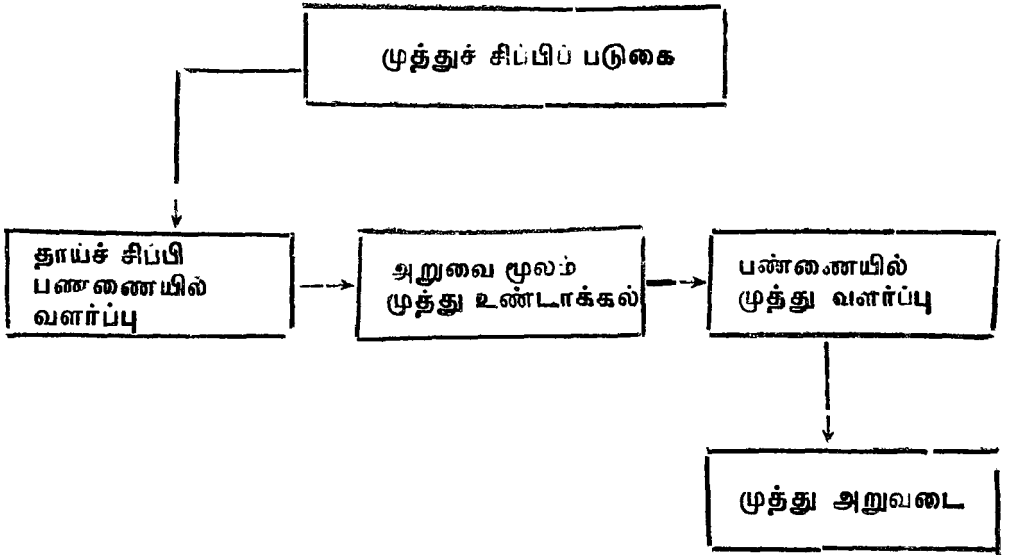 முத்துச் சிப்பிப் படுகை
தாய்ச் சிப்பி
பண்ணையில்
வளர்ப்பு
அறுவை மூலம்
முத்து உண்டாக்கல்
பண்ணையில்
முத்து வளர்ப்பு
முத்து அறுவடை